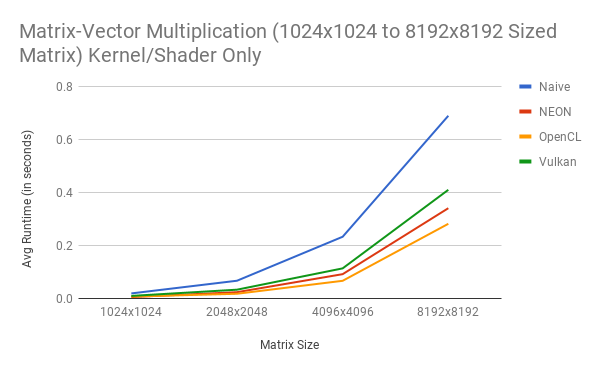 Matrix-Vector Multiplication (1024x1024 to 8192x8192 Sized
Matrix) Kernel/Shader Only
Avg Runtime (in seconds)
0.8
0.6
0.4
0.2
0.0
1024x1024
2048x2048
4096x4096
8192x8192
Matrix Size
Naive
NEON
OpenCL
Vulkan